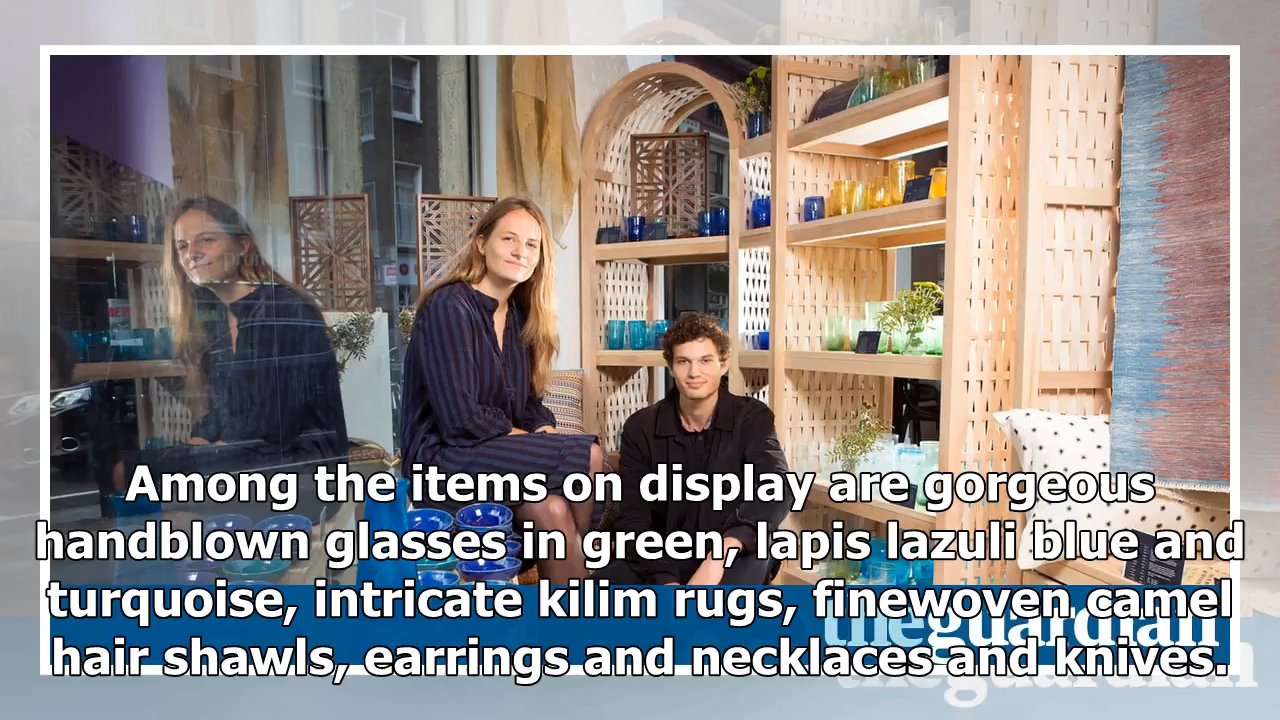 Among the items on display are gorgeous
handblown glasses in green, lapis lazuli blue and
turquoise, intricate kilim rugs, finewoven camel
hair shawls, earrings and necklaces and knives.
theguardian
theguardian